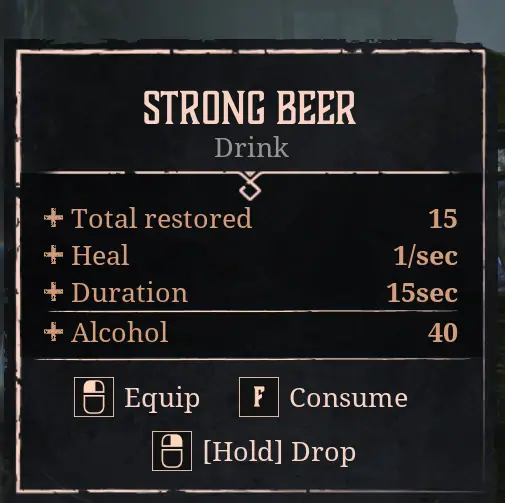 STRONG BEER
Drink
Total restored 15
Heal 1/sec
Duration 15sec
Alcohol 40
Equip F Consume
[Hold] Drop